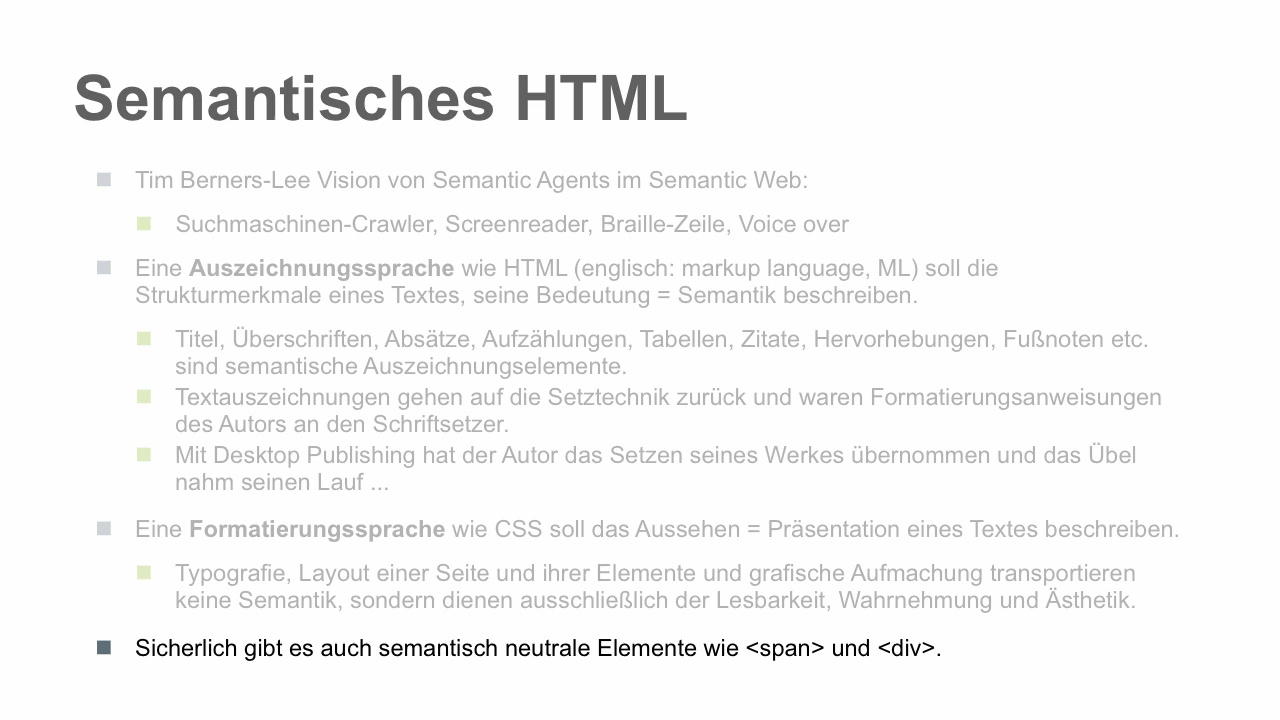 Semantisches HTML
Tim Berners-Lee Vision von Semantic Agents im Semantic Web:
Suchmaschinen-Crawler, Screenreader, Braille-Zeile, Voice over
Eine Auszeichnungssprache wie HTML (englisch: markup language, ML) soll die
Strukturmerkmale eines Textes, seine Bedeutung = Semantik beschreiben.
Titel, Überschriften, Absätze, Aufzählungen, Tabellen, Zitate, Hervorhebungen, Fußnoten etc.
sind semantische Auszeichnungselemente.
Textauszeichnungen gehen auf die Setztechnik zurück und waren Formatierungsanweisungen
des Autors an den Schriftsetzer.
Mit Desktop Publishing hat der Autor das Setzen seines Werkes übernommen und das Übel
nahm seinen Lauf ...
Eine Formatierungssprache wie CSS soll das Aussehen = Präsentation eines Textes beschreiben.
Typografie, Layout einer Seite und ihrer Elemente und grafische Aufmachung transportieren
keine Semantik, sondern dienen ausschließlich der Lesbarkeit, Wahrnehmung und Ästhetik.
Sicherlich gibt es auch semantisch neutrale Elemente wie <span> und <div>.